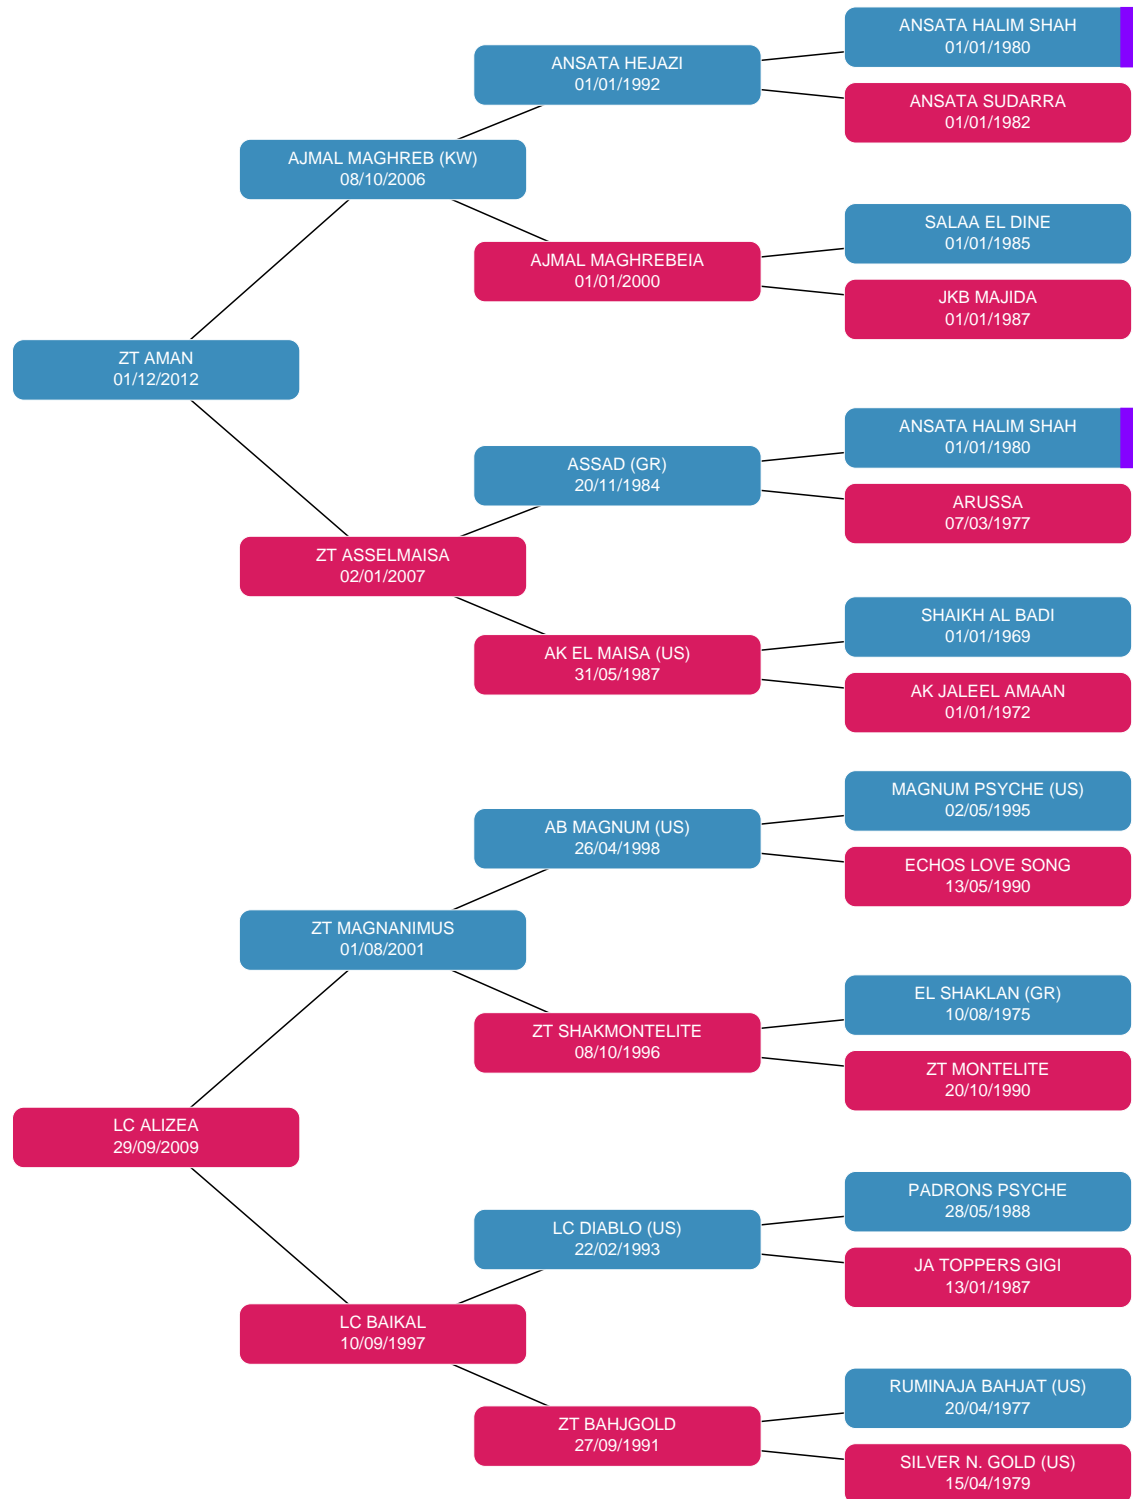 ANSATA HALIM SHAH
01/01/1980
ANSATA HEJAZI
01/01/1992
ANSATA SUDARRA
01/01/1982
AJMAL MAGHREB (KW)
08/10/2006
SALAA EL DINE
01/01/1985
AJMAL MAGHREBEIA
01/01/2000
JKB MAJIDA
01/01/1987
ZT AMAN
01/12/2012
ANSATA HALIM SHAH
01/01/1980
ASSAD (GR)
20/11/1984
ARUSSA
07/03/1977
ZT ASSELMAISA
02/01/2007
SHAIKH AL BADI
01/01/1969
AK EL MAISA (US)
31/05/1987
AK JALEEL AMAAN
01/01/1972
MAGNUM PSYCHE (US)
02/05/1995
AB MAGNUM (US)
26/04/1998
ECHOS LOVE SONG
13/05/1990
ZT MAGNANIMUS
01/08/2001
EL SHAKLAN (GR)
10/08/1975
ZT SHAKMONTELITE
08/10/1996
ZT MONTELITE
20/10/1990
LC ALIZEA
29/09/2009
PADRONS PSYCHE
28/05/1988
LC DIABLO (US)
22/02/1993
JA TOPPERS GIGI
13/01/1987
LC BAIKAL
10/09/1997
RUMINAJA BAHJAT (US)
20/04/1977
ZT BAHJGOLD
27/09/1991
SILVER N. GOLD (US)
15/04/1979